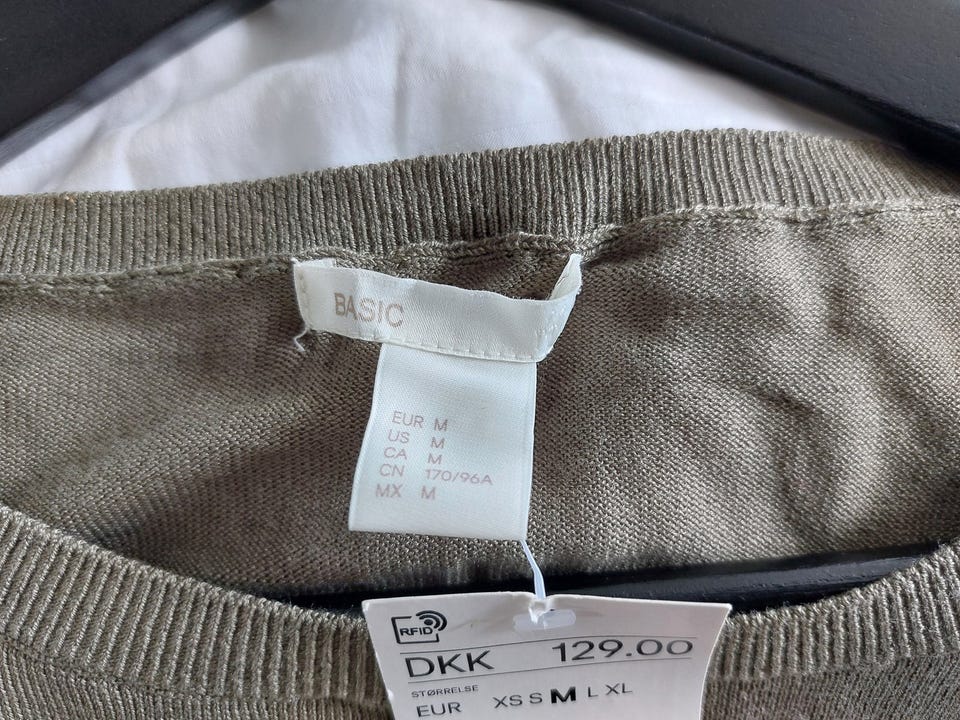 BASIC
EUR M
US M
CA M
CN 170/96A
MX M
RFID
DKK 129.00
STØRRELSE
EUR XS S M L XL